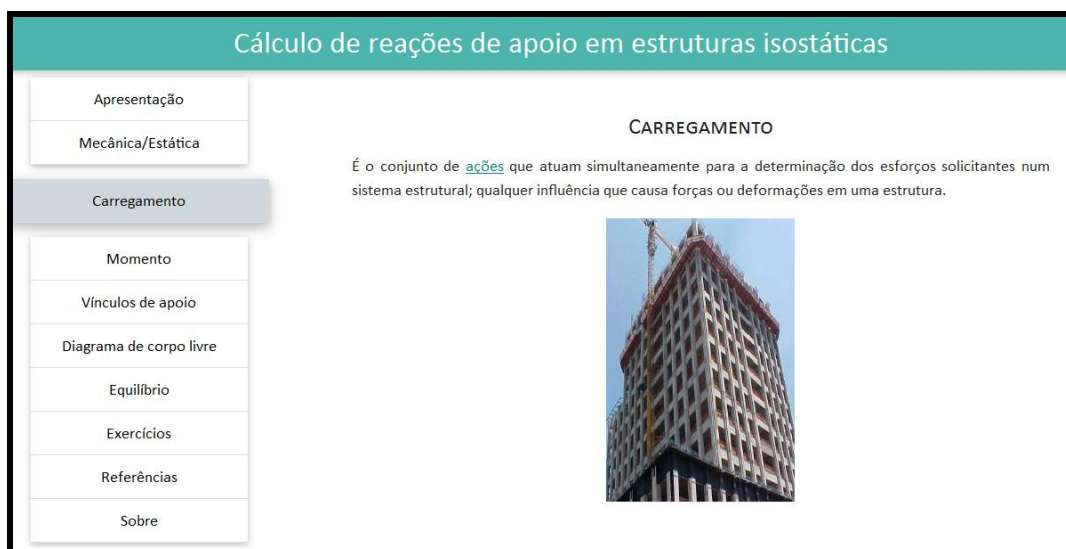 Cálculo de reações de apoio em estruturas isostáticas
Apresentação
Mecânica/Estática
Carregamento
Momento
Vínculos de apoio
Diagrama de corpo livre
Equilíbrio
Exercícios
Referências
Sobre
CARREGAMENTO
É o conjunto de ações que atuam simultaneamente para a determinação dos esforços solicitantes num
sistema estrutural; qualquer influência que causa forças ou deformações em uma estrutura.